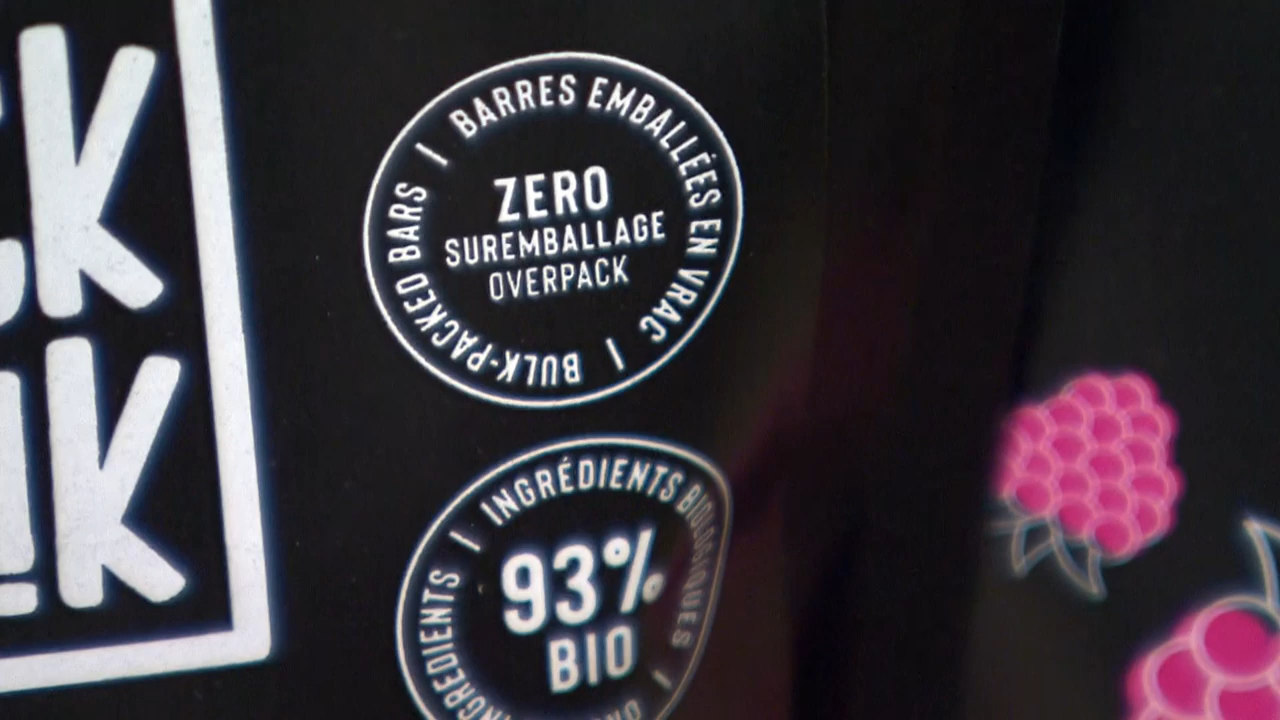 BARRES EMBALLÉES EN VRAC | BULK-PACKED BARS |
ZERO
SUREMBALLAGE
OVERPACK
INGRÉDIENTS BIOLOGIQUES |
INGREDIENTS |
93%
BIO